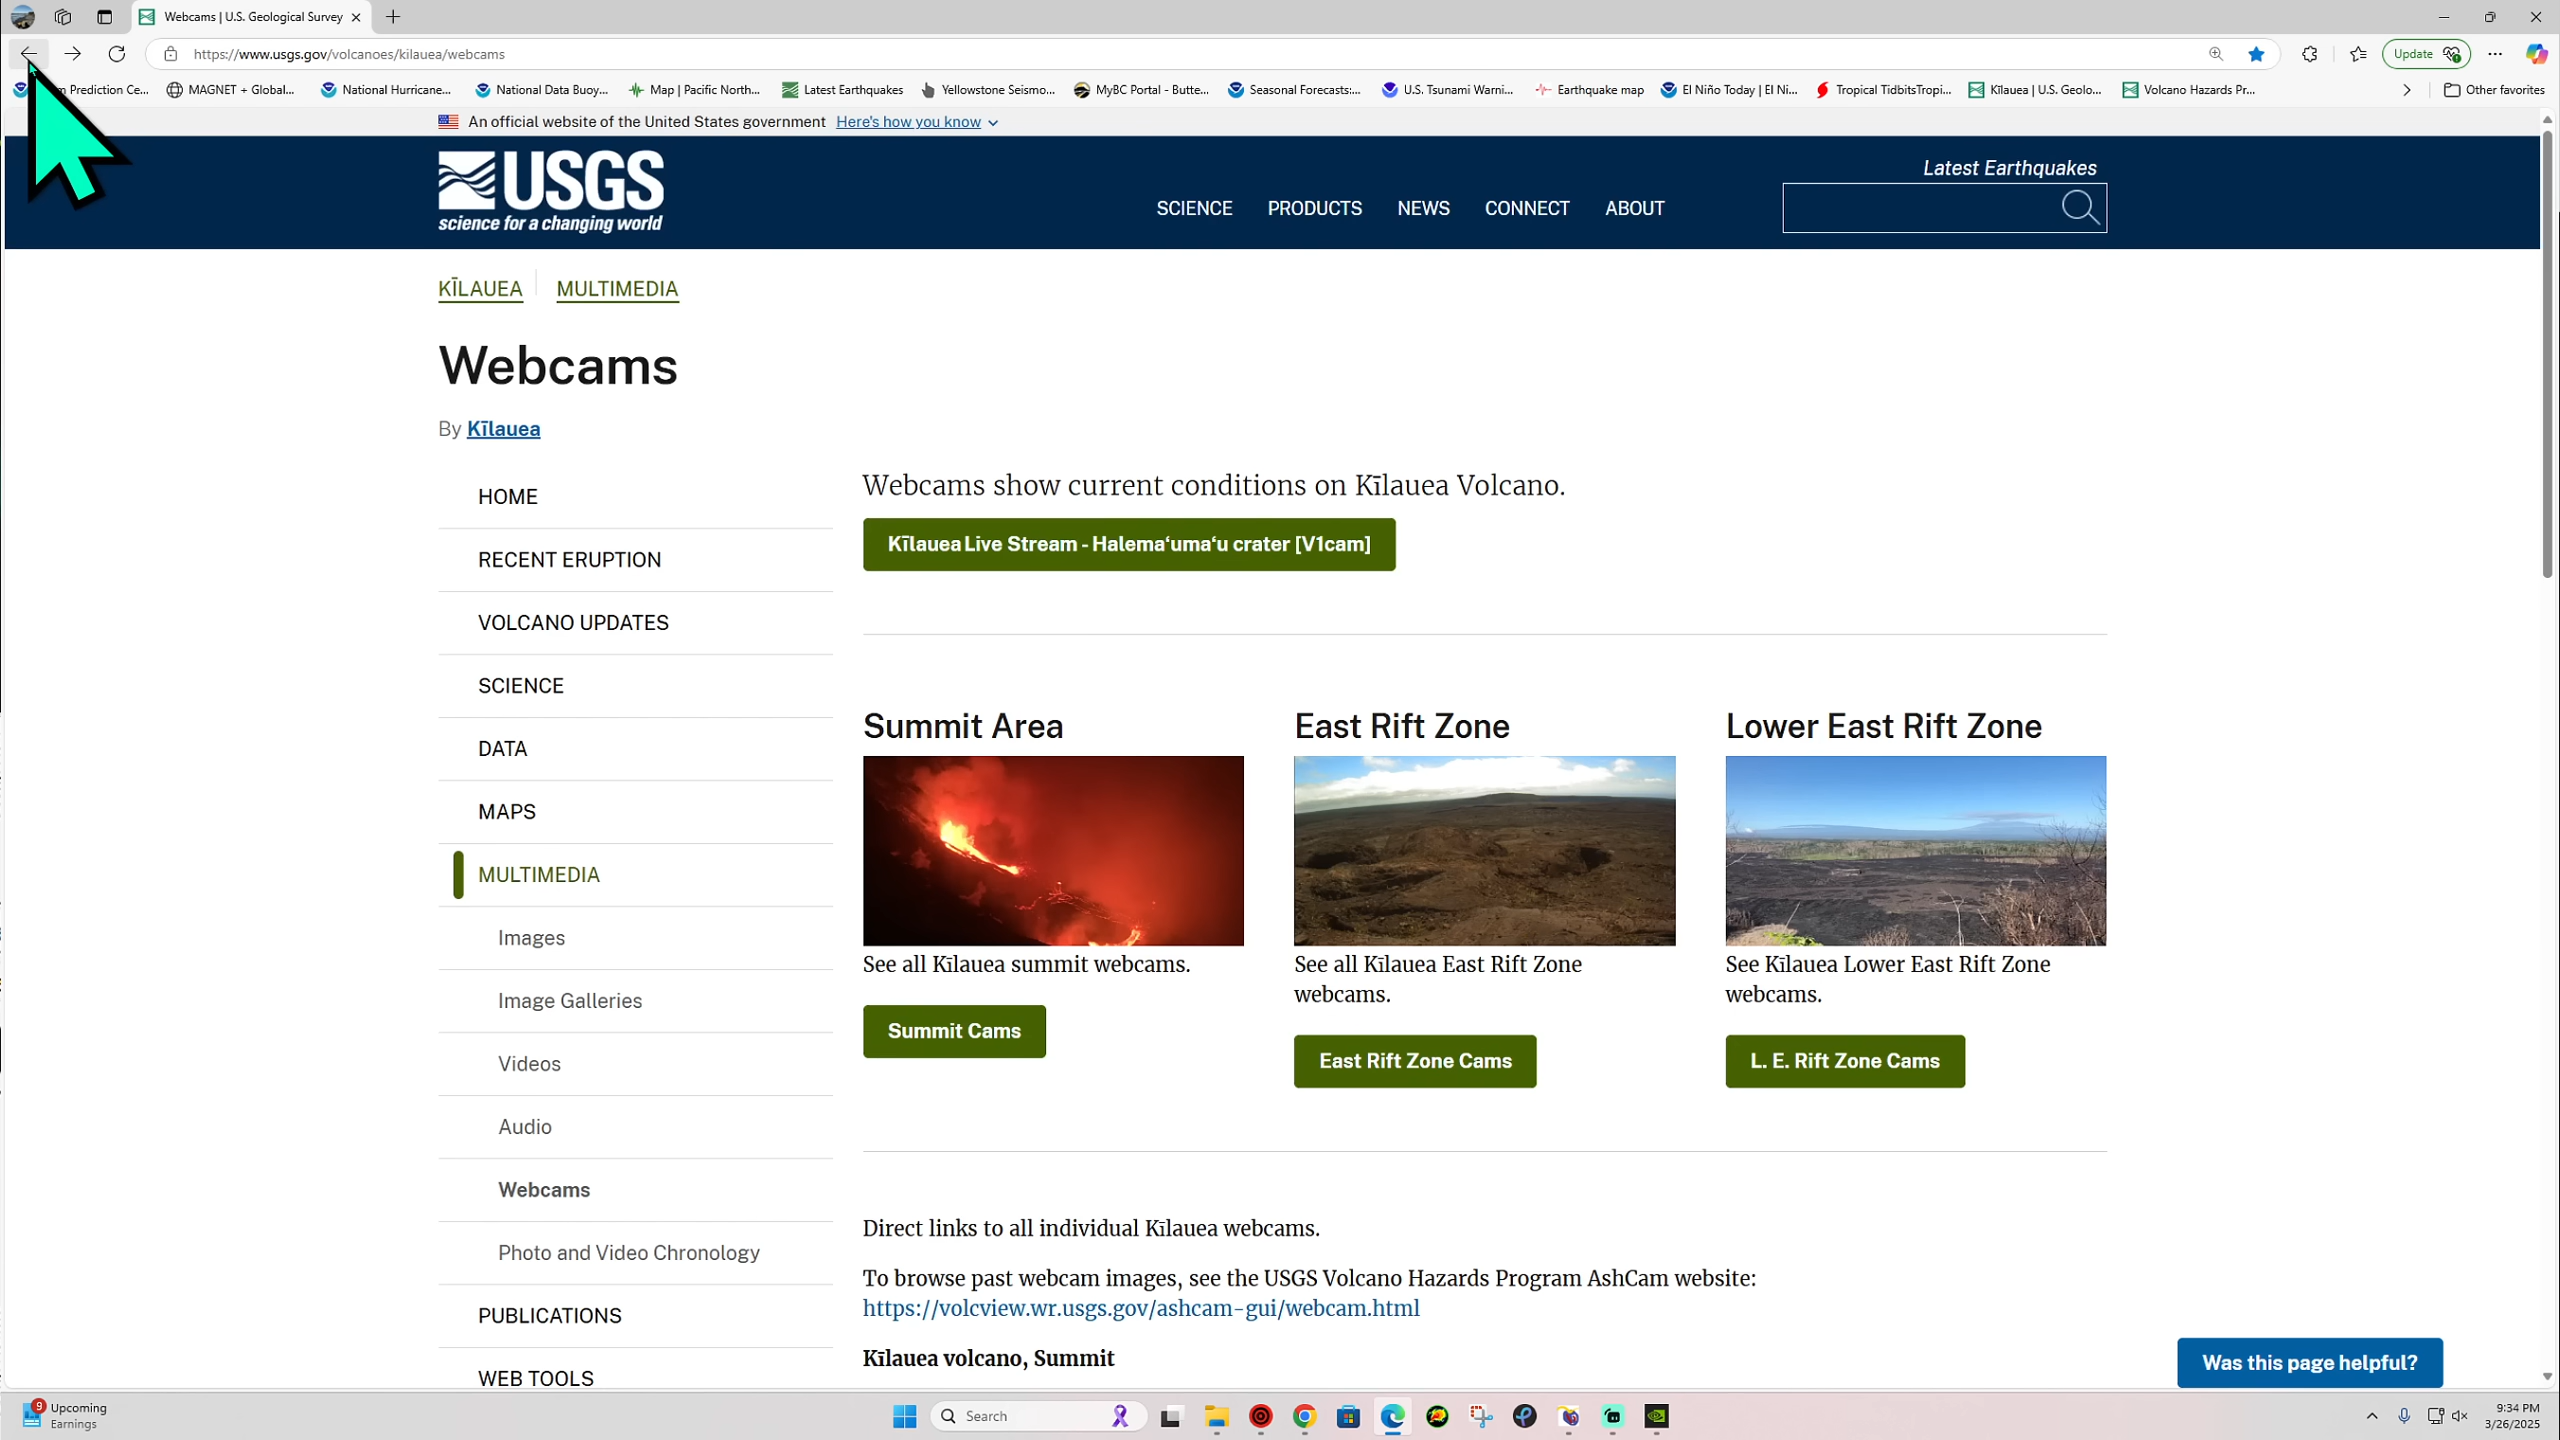 Webcams | U.S. Geological Survey
https://www.usgs.gov/volcanoes/kilauea/webcams
Update
Prediction Ce...
MAGNET + Global...
National Hurricane...
National Data Buoy...
Map | Pacific North...
Latest Earthquakes
Yellowstone Seismo...
MyBC Portal - Butte...
Seasonal Forecasts:...
U.S. Tsunami Warni...
Earthquake map
El Niño Today | El Ni...
Tropical TidbitsTropi...
Kīlauea | U.S. Geolo...
Volcano Hazards Pr...
Other favorites
An official website of the United States government Here's how you know
USGS
science for a changing world
SCIENCE PRODUCTS NEWS CONNECT ABOUT
Latest Earthquakes
KĪLAUEA MULTIMEDIA
Webcams
By Kīlauea
HOME
RECENT ERUPTION
VOLCANO UPDATES
SCIENCE
DATA
MAPS
MULTIMEDIA
Images
Image Galleries
Videos
Audio
Webcams
Photo and Video Chronology
PUBLICATIONS
WEB TOOLS
Webcams show current conditions on Kīlauea Volcano.
Kīlauea Live Stream - Halemaʻumaʻu crater [V1cam]
Summit Area
See all Kīlauea summit webcams.
Summit Cams
East Rift Zone
See all Kīlauea East Rift Zone
webcams.
East Rift Zone Cams
Lower East Rift Zone
See Kīlauea Lower East Rift Zone
webcams.
L. E. Rift Zone Cams
Direct links to all individual Kīlauea webcams.
To browse past webcam images, see the USGS Volcano Hazards Program AshCam website:
https://volcview.wr.usgs.gov/ashcam-gui/webcam.html
Kīlauea volcano, Summit
Was this page helpful?
9
Upcoming
Earnings
Search
9:34 PM
3/26/2025